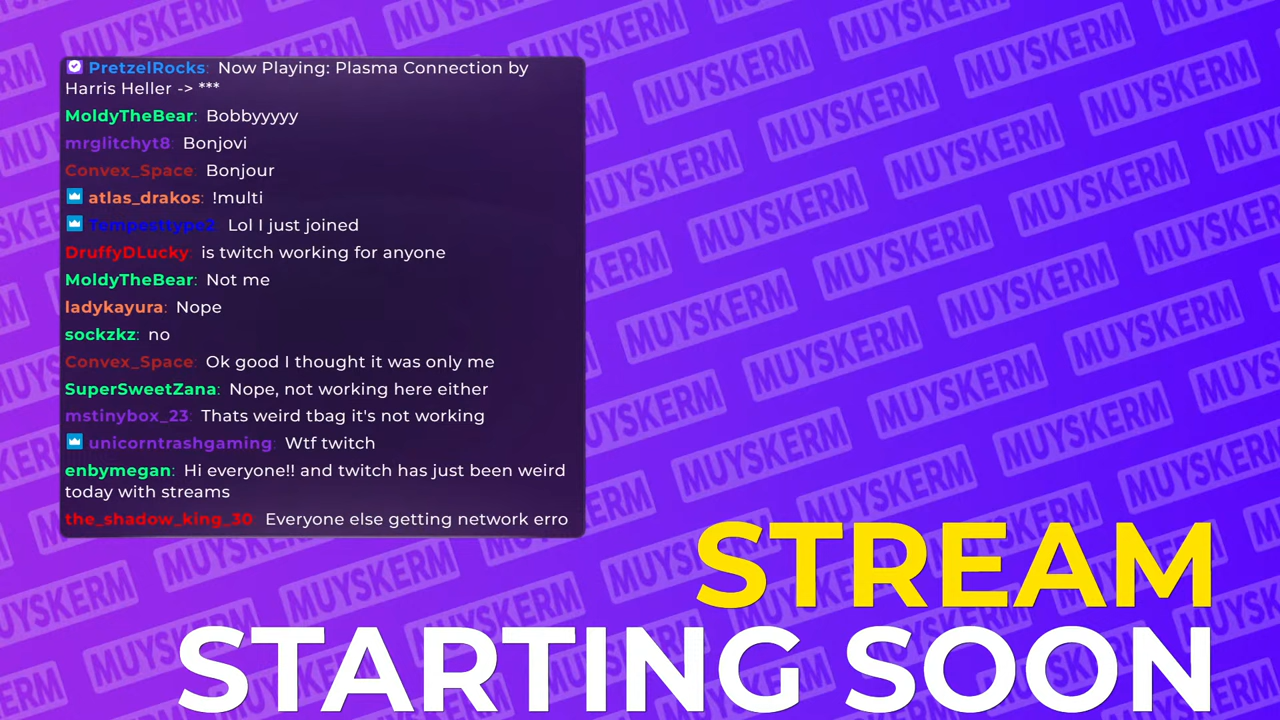 PretzelRocks: Now Playing: Plasma Connection by
Harris Heller -> ***
MoldyTheBear: Bobbyyyyy
mrglitchyt8: Bonjovi
Convex_Space: Bonjour
atlas_drakos: !multi
Tempesttype2: Lol I just joined
DruffyDLucky: is twitch working for anyone
MoldyTheBear: Not me
ladykayura: Nope
sockzkz: no
Convex_Space: Ok good I thought it was only me
SuperSweetZana: Nope, not working here either
mstinybox_23: Thats weird tbag it's not working
unicorntrashgaming: Wtf twitch
enbymegan: Hi everyone!! and twitch has just been weird
today with streams
the_shadow_king_30: Everyone else getting network erro
STREAM
STARTING SOON
MUYSKERM